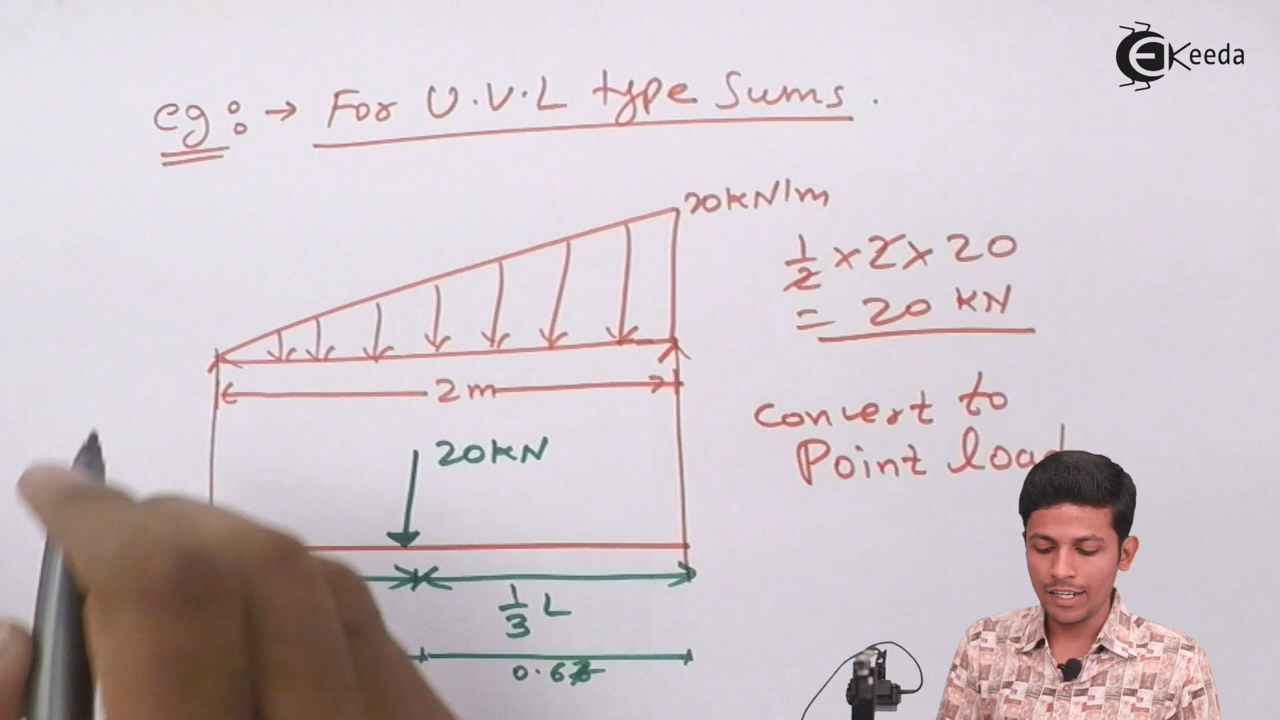 EKeeda
eg: → For U.V.L type Sums.
20kN/m
1/2 × 2 × 20
= 20 KN
2m
Convert to
Point load
20KN
1/3 L